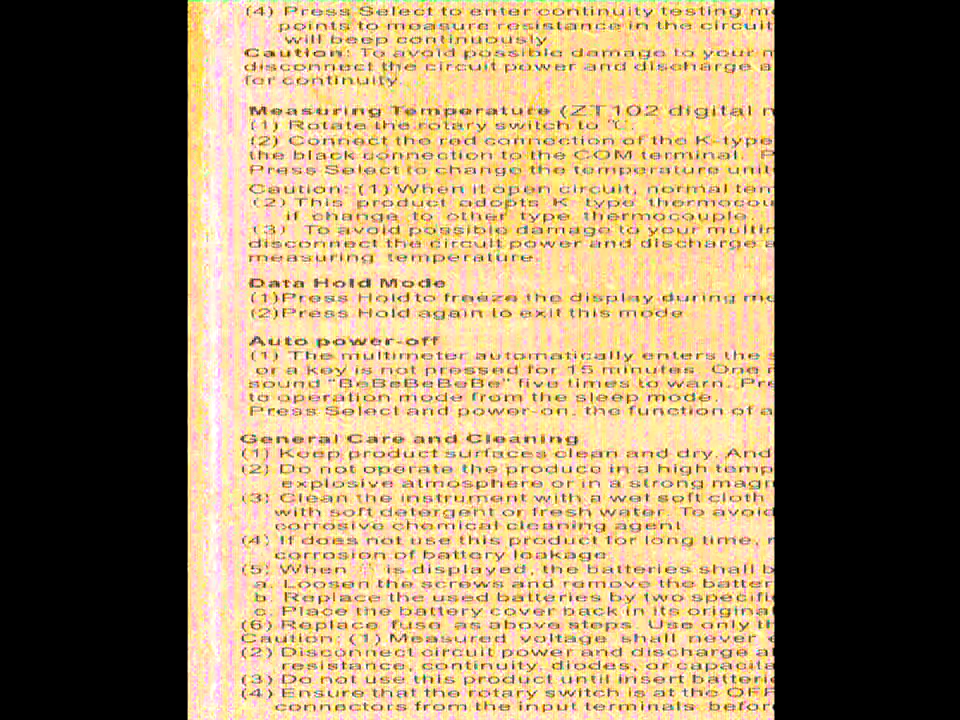 (4) Press Select to enter continuity testing
points to measure resistance in the circuit
will beep continuously
Caution: To avoid possible damage to your
disconnect the circuit power and discharge
for continuity.
Measuring Temperature (ZT102 digital
(1) Rotate the rotary switch to ℃.
(2) Connect the red connection of the K-type
the black connection to the COM terminal.
Press Select to change the temperature unit
Caution: (1) When it open circuit, normal
(2) This product adopts K type
if change to other type thermocouple.
(3) To avoid possible damage to your
disconnect the circuit power and discharge
measuring temperature.
Data Hold Mode
(1)Press Hold to freeze the display during
(2)Press Hold again to exit this mode
Auto power-off
(1) The multimeter automatically enters the
or a key is not pressed for 15 minutes. One
sound "BeBeBeBeBe" five times to warn.
to operation mode from the sleep mode.
Press Select and power-on, the function of
General Care and Cleaning
(1) Keep product surfaces clean and dry. And
(2) Do not operate the produce in a high
explosive atmosphere or in a strong
(3) Clean the instrument with a wet soft cloth
with soft detergent or fresh water. To avoid
corrosive chemical cleaning agent
(4) If does not use this product for long time,
corrosion of battery leakage.
(5) When " " is displayed, the batteries shall
a. Loosen the screws and remove the
b. Replace the used batteries by two
c. Place the battery cover back in its
(6) Replace fuse as above steps. Use only
Caution: (1) Measured voltage shall never
(2) Disconnect circuit power and discharge
resistance, continuity, diodes, or
(3) Do not use this product until insert
(4) Ensure that the rotary switch is at the OFF
connectors from the input terminals before